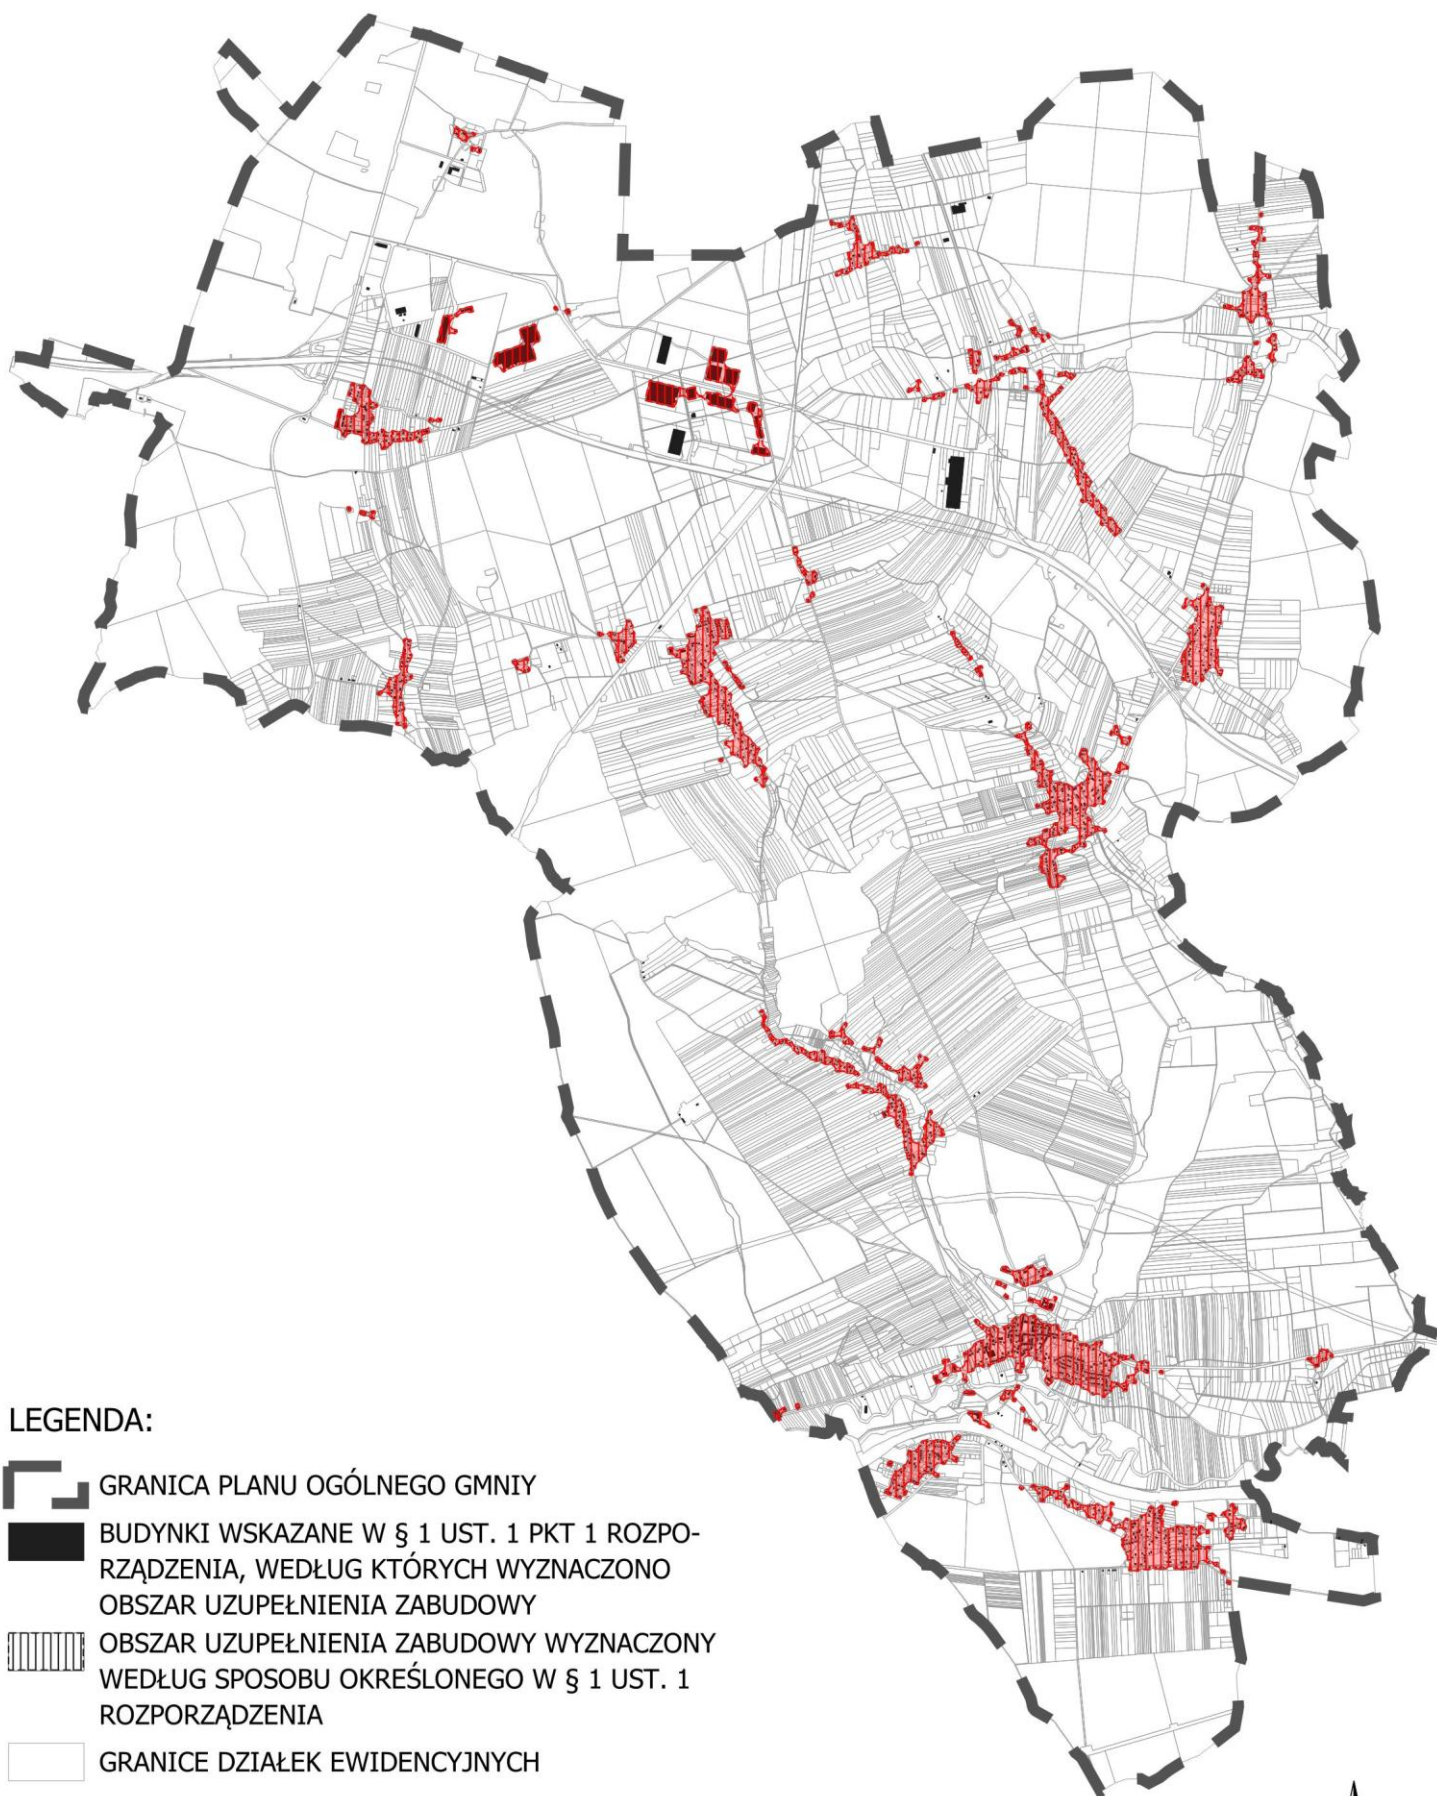 LEGENDA:
GRANICA PLANU OGÓLNEGO GMNIY
BUDYNKI WSKAZANE W § 1 UST. 1 PKT 1 ROZPO-
RZĄDZENIA, WEDŁUG KTÓRYCH WYZNACZONO
OBSZAR UZUPEŁNIENIA ZABUDOWY
OBSZAR UZUPEŁNIENIA ZABUDOWY WYZNACZONY
WEDŁUG SPOSOBU OKREŚLONEGO W § 1 UST. 1
ROZPORZĄDZENIA
GRANICE DZIAŁEK EWIDENCYJNYCH